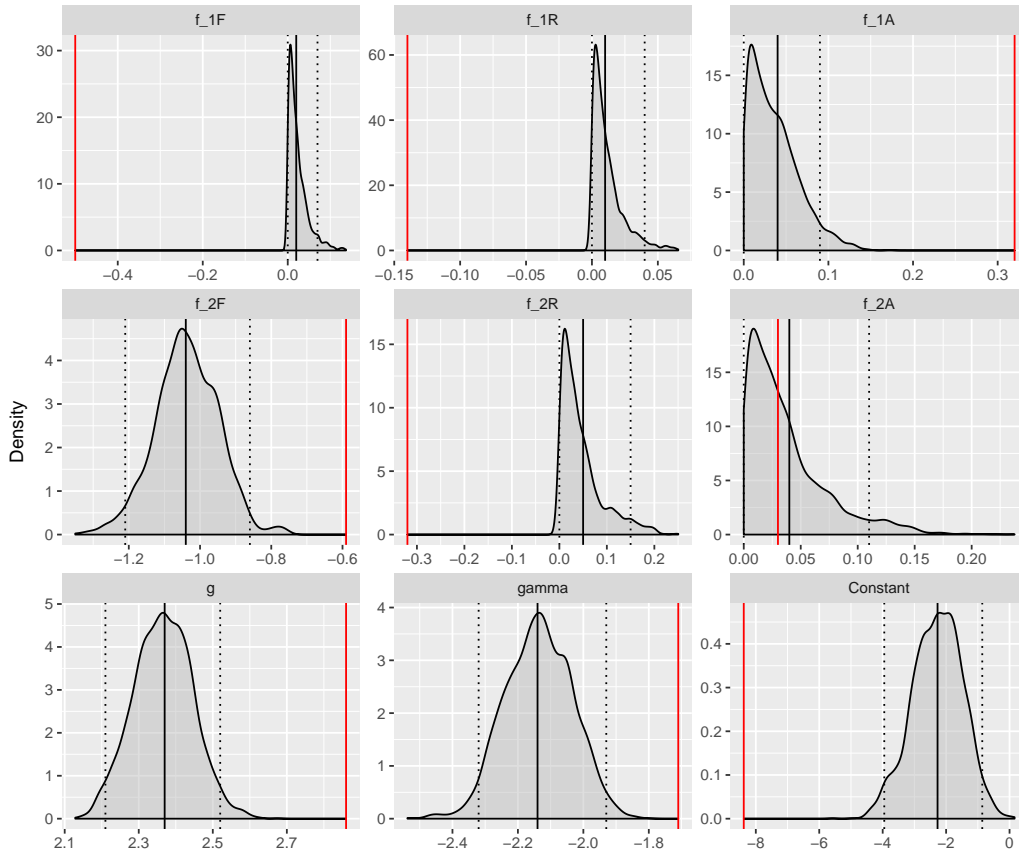 f_1F f_1R f_1A
30 60 15
20 40 10
10 20 5
0 0 0
−0.4 −0.2 0.0 −0.15 −0.10 −0.05 0.00 0.05 0.0 0.1 0.2 0.3
f_2F f_2R f_2A
4 15 15
3 10 10
2 5 5
1
0 0 0
−1.2 −1.0 −0.8 −0.6 −0.3 −0.2 −0.1 0.0 0.1 0.2 0.00 0.05 0.10 0.15 0.20
Density
g gamma Constant
5 4 0.4
4 3 0.3
3 2 0.2
2 1 0.1
1
0 0 0.0
2.1 2.3 2.5 2.7 −2.4 −2.2 −2.0 −1.8 −8 −6 −4 −2 0